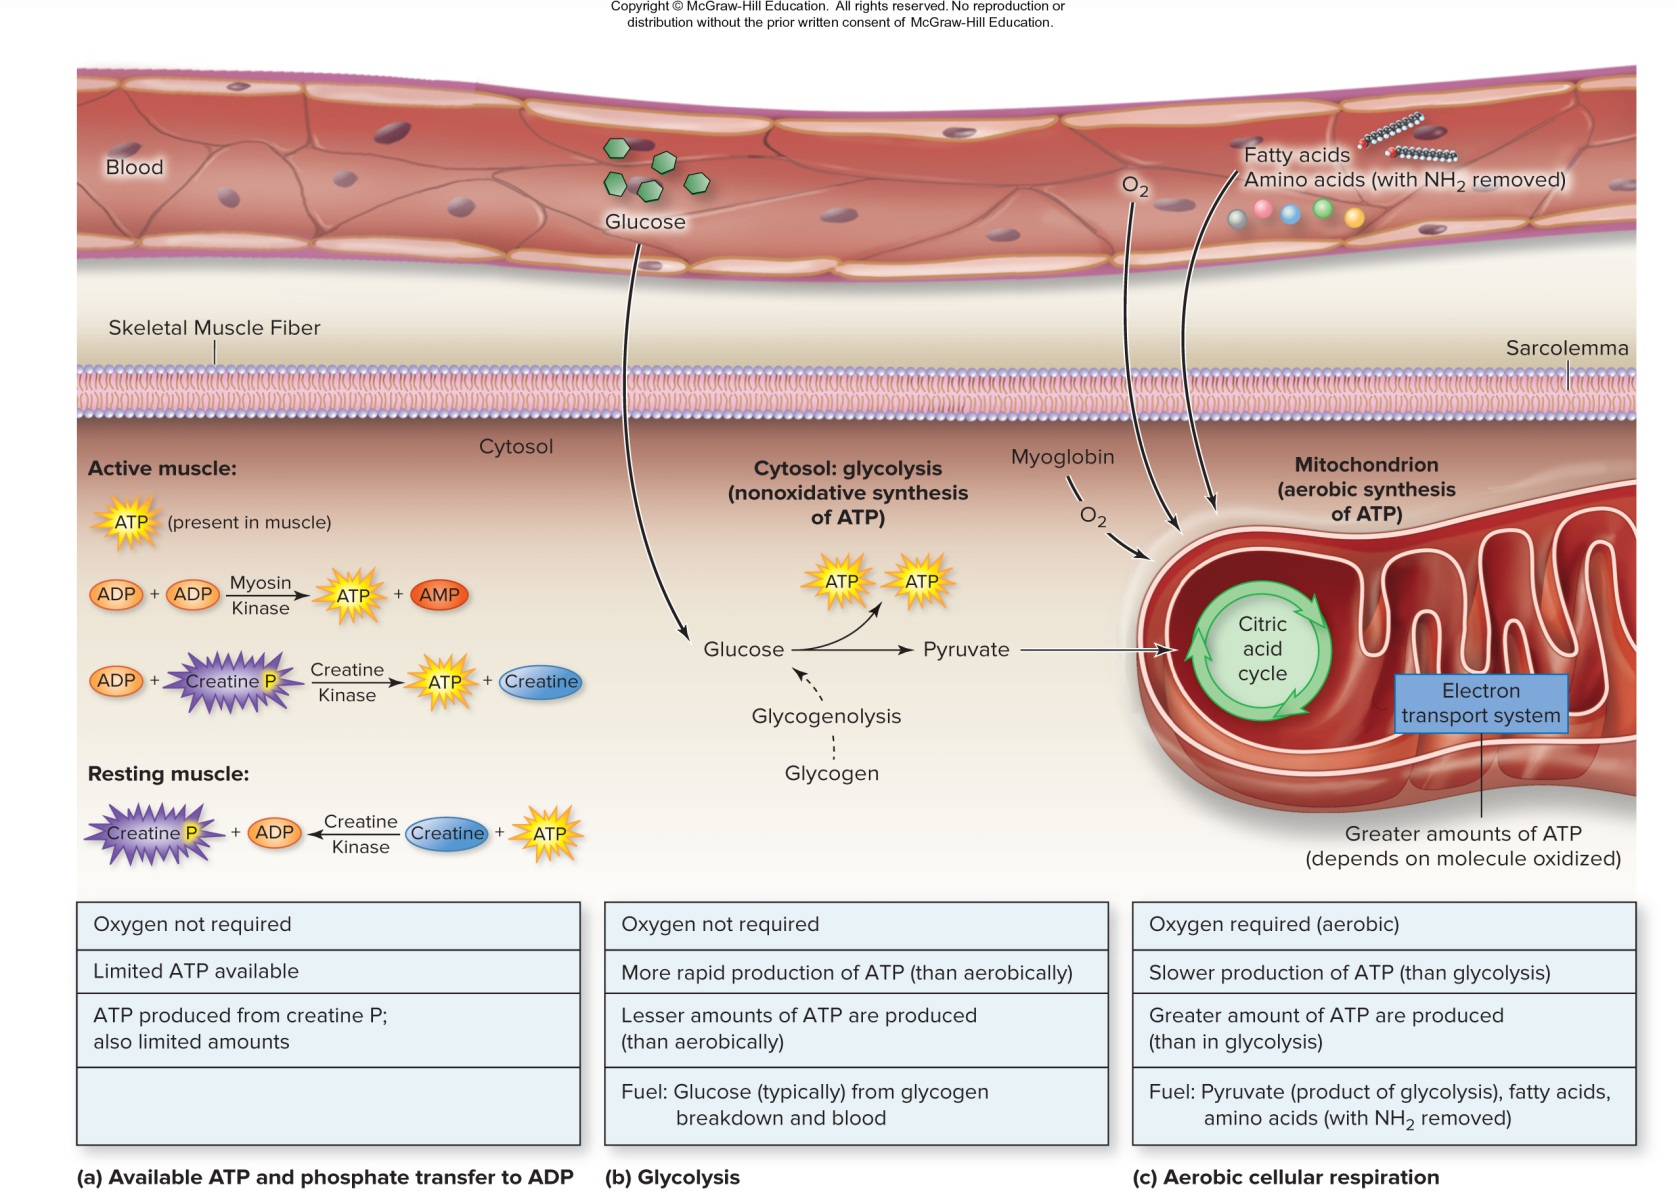 Copyright © McGraw-Hill Education. All rights reserved. No reproduction or
distribution without the prior written consent of McGraw-Hill Education.
Blood
Glucose
O2
Fatty acids
Amino acids (with NH2 removed)
Skeletal Muscle Fiber
Sarcolemma
Cytosol
Active muscle:
ATP (present in muscle)
ADP + ADP Myosin Kinase ATP + AMP
ADP + Creatine P Creatine Kinase ATP + Creatine
Resting muscle:
Creatine P + ADP Creatine Kinase Creatine + ATP
Cytosol: glycolysis
(nonoxidative synthesis
of ATP)
ATP ATP
Glucose Pyruvate
Glycogenolysis
Glycogen
Myoglobin
O2
Mitochondrion
(aerobic synthesis
of ATP)
Citric
acid
cycle
Electron
transport system
Greater amounts of ATP
(depends on molecule oxidized)
Oxygen not required
Limited ATP available
ATP produced from creatine P;
also limited amounts
(a) Available ATP and phosphate transfer to ADP
Oxygen not required
More rapid production of ATP (than aerobically)
Lesser amounts of ATP are produced
(than aerobically)
Fuel: Glucose (typically) from glycogen
breakdown and blood
(b) Glycolysis
Oxygen required (aerobic)
Slower production of ATP (than glycolysis)
Greater amount of ATP are produced
(than in glycolysis)
Fuel: Pyruvate (product of glycolysis), fatty acids,
amino acids (with NH2 removed)
(c) Aerobic cellular respiration